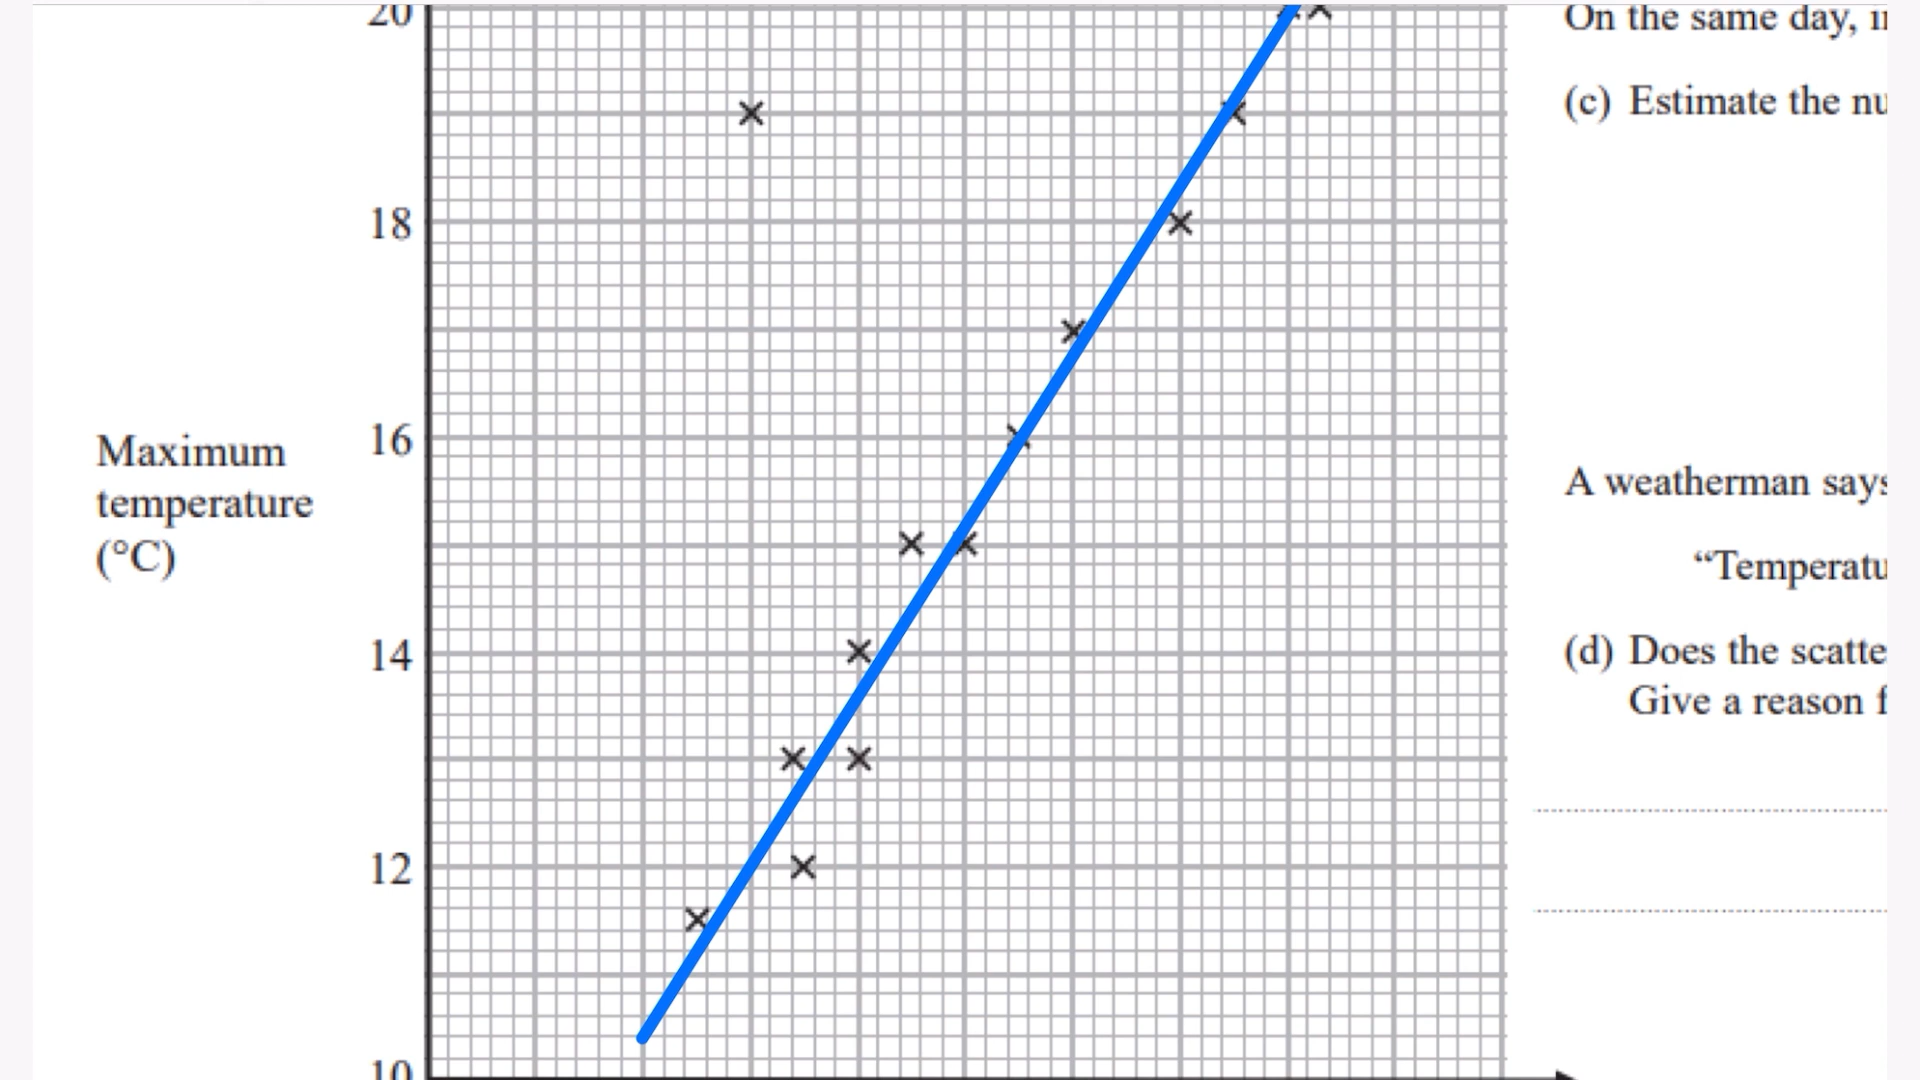 20
18
16
14
12
10
Maximum
temperature
(°C)
On the same day,
(c) Estimate the
A weatherman says
“Temperatu
(d) Does the scatte
Give a reason f